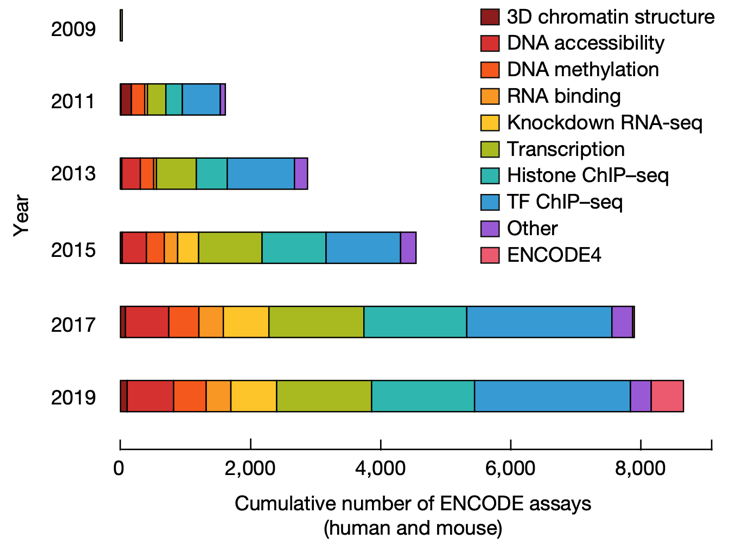 2009
2011
2013
2015
2017
2019
Year
3D chromatin structure
DNA accessibility
DNA methylation
RNA binding
Knockdown RNA-seq
Transcription
Histone ChIP–seq
TF ChIP–seq
Other
ENCODE4
0 2,000 4,000 6,000 8,000
Cumulative number of ENCODE assays
(human and mouse)